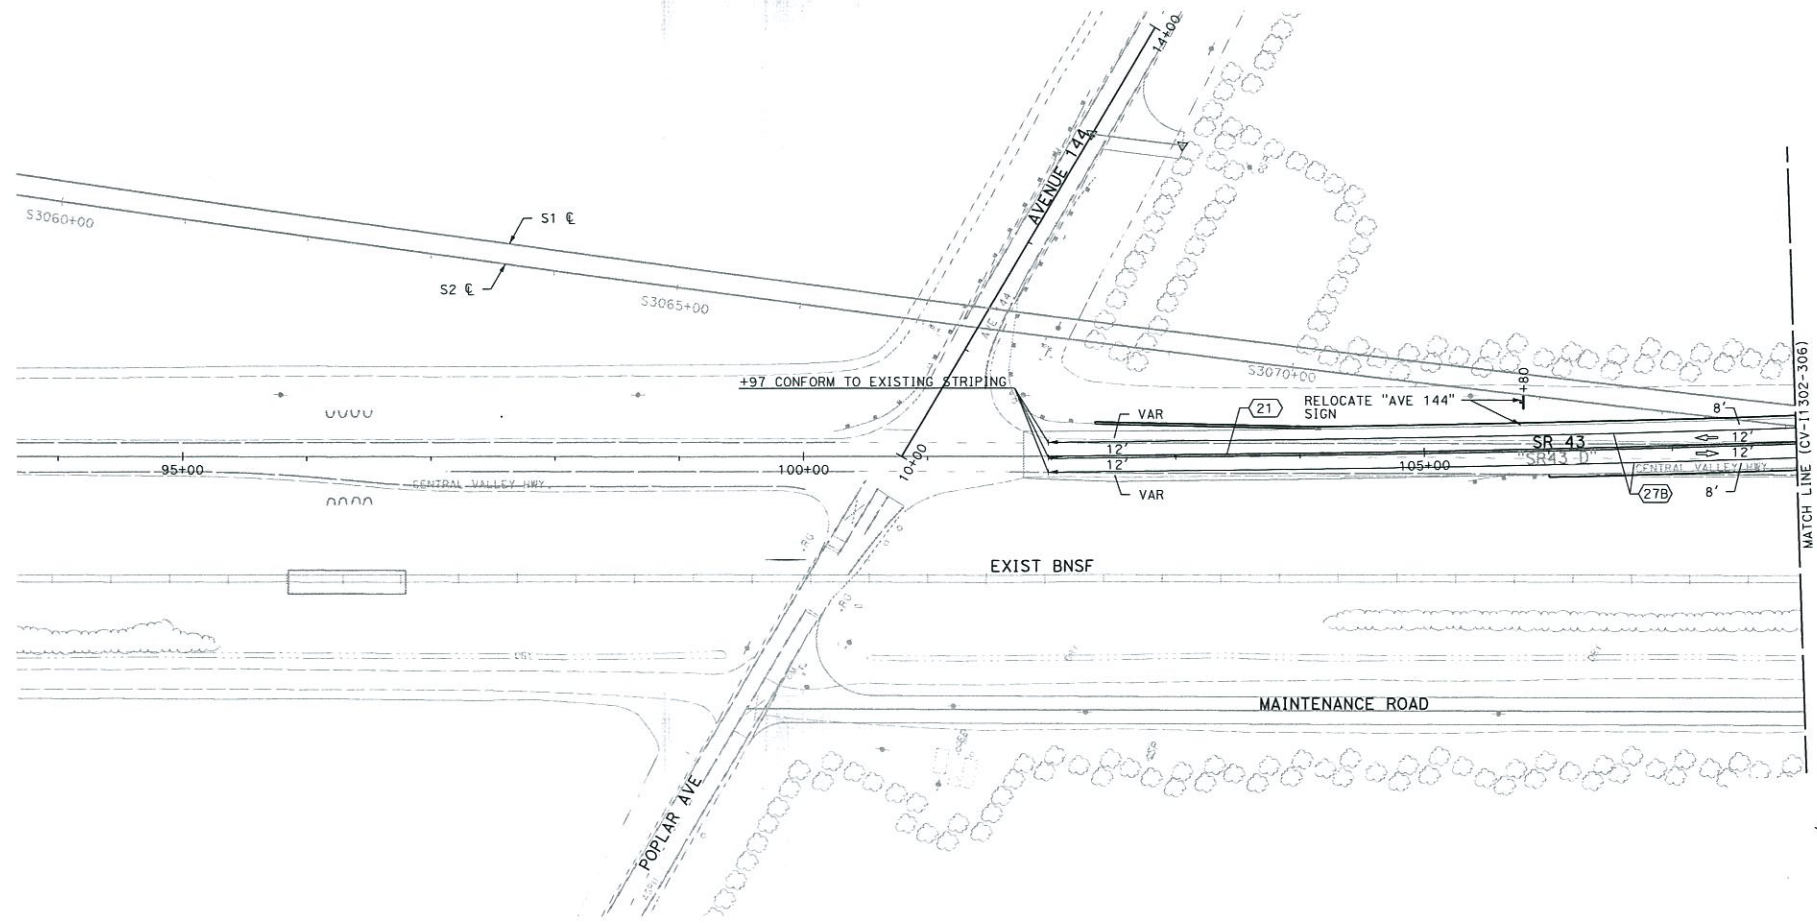 14+00
AVENUE 144
S3060+00
S1 ℄
S2 ℄
S3065+00
AVE 144
S3070+00
+80
+97 CONFORM TO EXISTING STRIPING
VAR
21
RELOCATE "AVE 144"
SIGN
8'
12'
SR 43
12'
95+00
100+00
10+00
12'
"SR43-D"
12'
105+00
CENTRAL VALLEY HWY.
CENTRAL VALLEY HWY.
VAR
27B
8'
MATCH LINE (CV-T1302-306)
EXIST BNSF
MAINTENANCE ROAD
POPLAR AVE